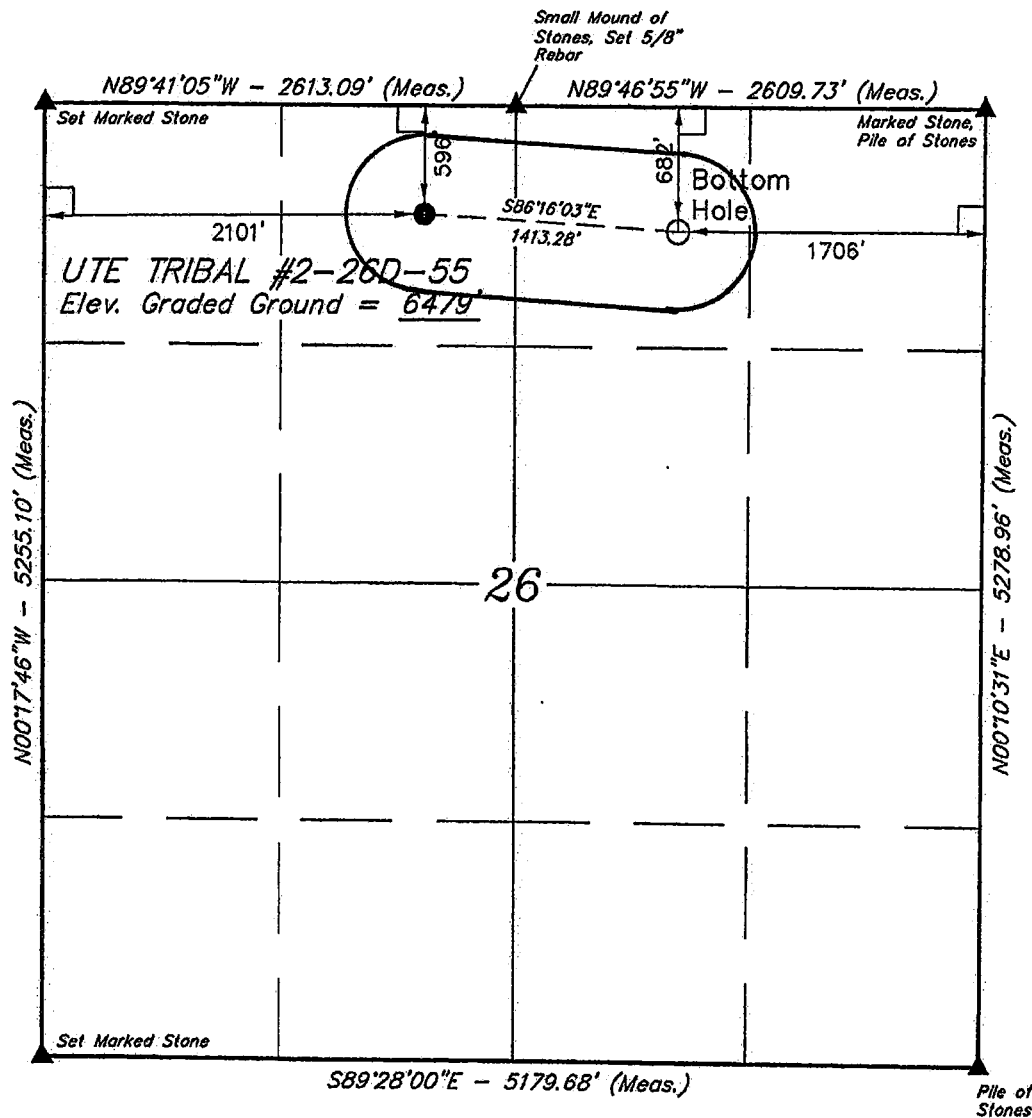 Small Mound of
Stones, Set 5/8"
Rebar
N89°41'05"W - 2613.09' (Meas.)
N89°46'55"W - 2609.73' (Meas.)
Set Marked Stone
Marked Stone,
Pile of Stones
596'
682'
Bottom
Hole
S86°16'03"E
1413.28'
2101'
1706'
UTE TRIBAL #2-26D-55
Elev. Graded Ground = 6479'
N00°17'46"W - 5255.10' (Meas.)
26
N00°10'31"E - 5278.96' (Meas.)
Set Marked Stone
S89°28'00"E - 5179.68' (Meas.)
Pile of
Stones